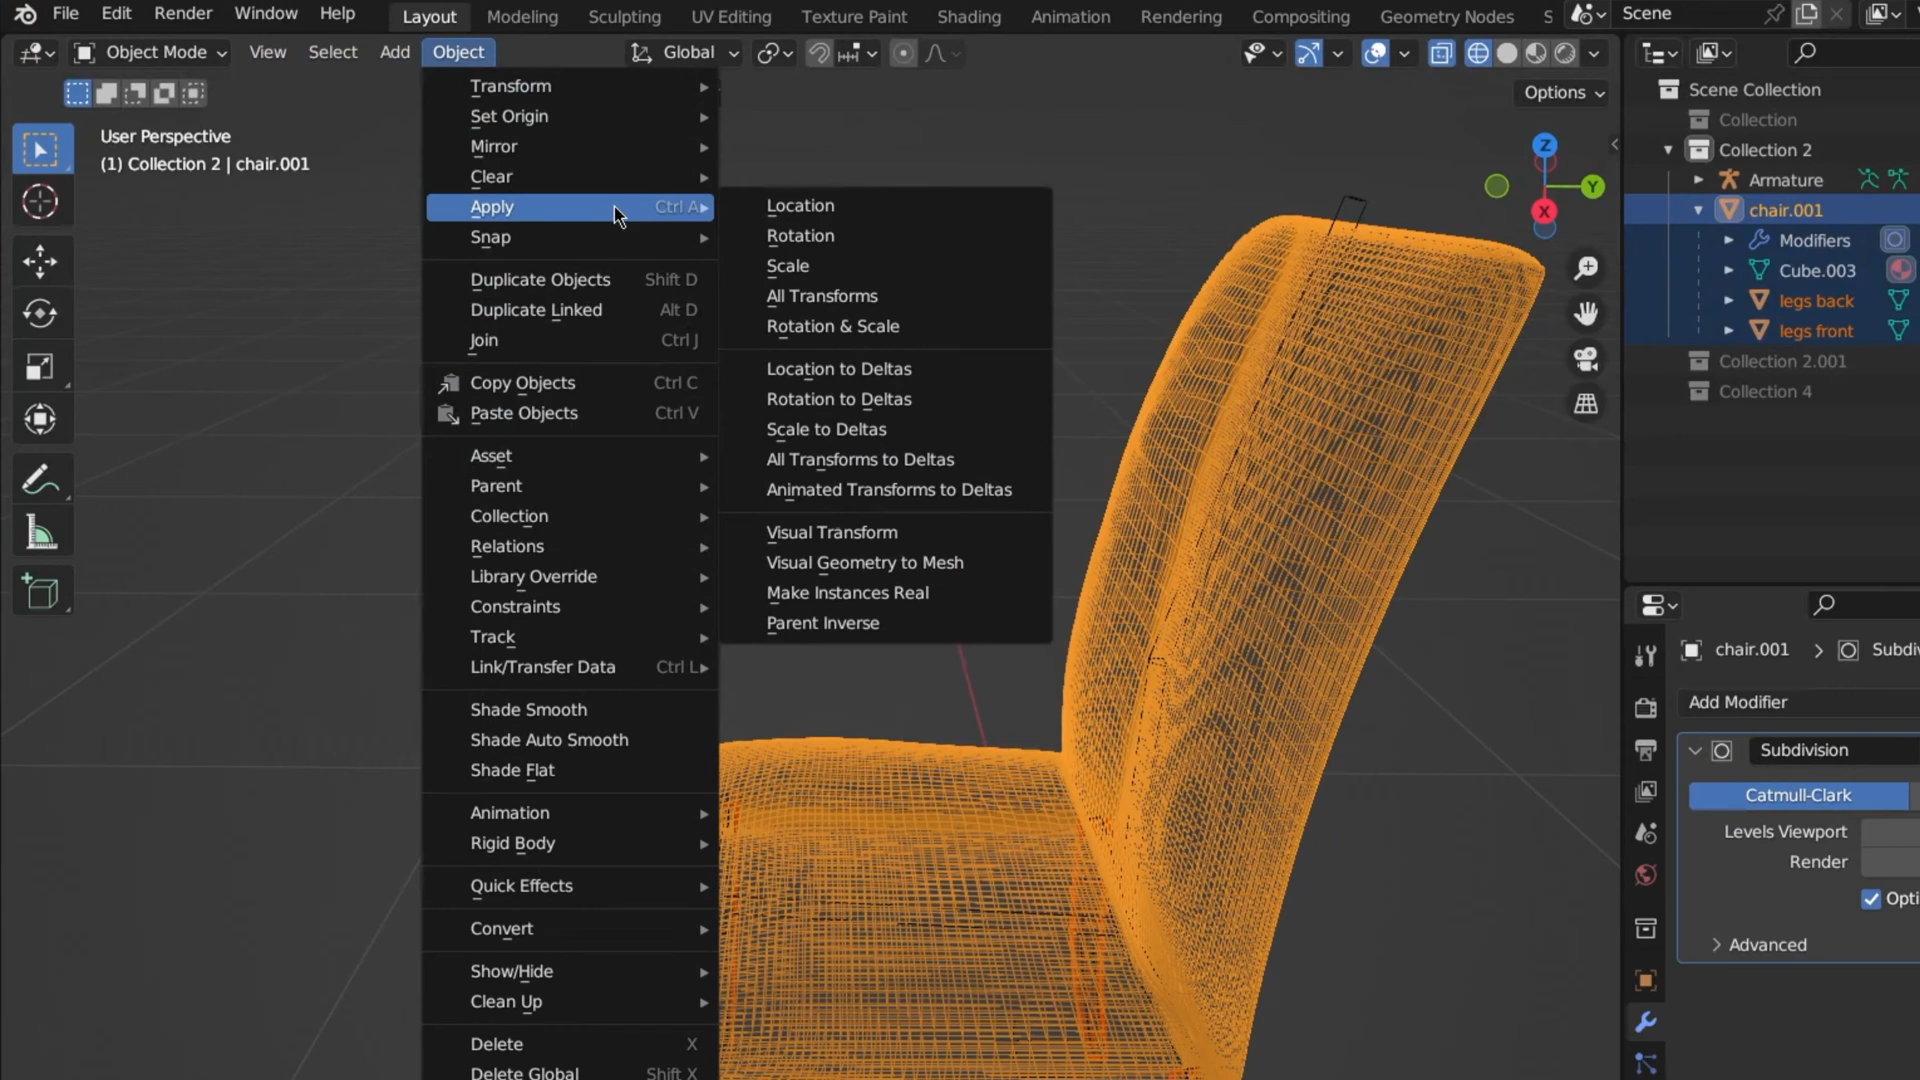 File Edit Render Window Help Layout Modeling Sculpting UV Editing Texture Paint Shading Animation Rendering Compositing Geometry Nodes S Scene
Object Mode View Select Add Object Global
Options
User Perspective
(1) Collection 2 | chair.001
Transform
Set Origin
Mirror
Clear
Apply Ctrl A
Snap
Duplicate Objects Shift D
Duplicate Linked Alt D
Join Ctrl J
Copy Objects Ctrl C
Paste Objects Ctrl V
Asset
Parent
Collection
Relations
Library Override
Constraints
Track
Link/Transfer Data Ctrl L
Shade Smooth
Shade Auto Smooth
Shade Flat
Animation
Rigid Body
Quick Effects
Convert
Show/Hide
Clean Up
Delete X
Delete Global Shift X
Location
Rotation
Scale
All Transforms
Rotation & Scale
Location to Deltas
Rotation to Deltas
Scale to Deltas
All Transforms to Deltas
Animated Transforms to Deltas
Visual Transform
Visual Geometry to Mesh
Make Instances Real
Parent Inverse
Z
Y
X
Scene Collection
Collection
Collection 2
Armature
chair.001
Modifiers
Cube.003
legs back
legs front
Collection 2.001
Collection 4
chair.001 > Subdiv
Add Modifier
Subdivision
Catmull-Clark
Levels Viewport
Render
Opti
Advanced